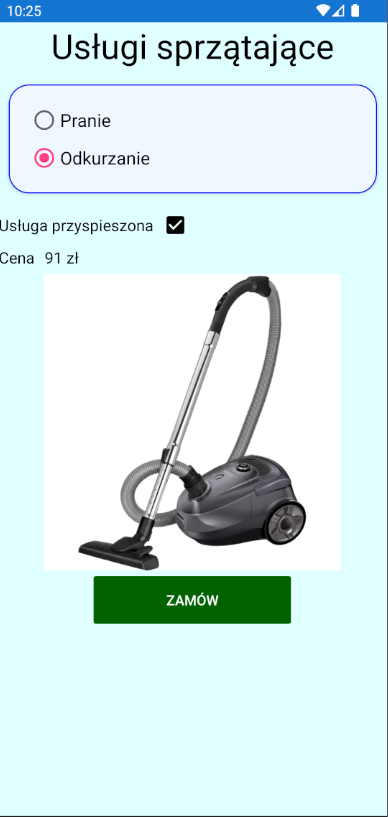 10:25
Usługi sprzątające
Pranie
Odkurzanie
Usługa przyspieszona
Cena 91 zł
ZAMÓW